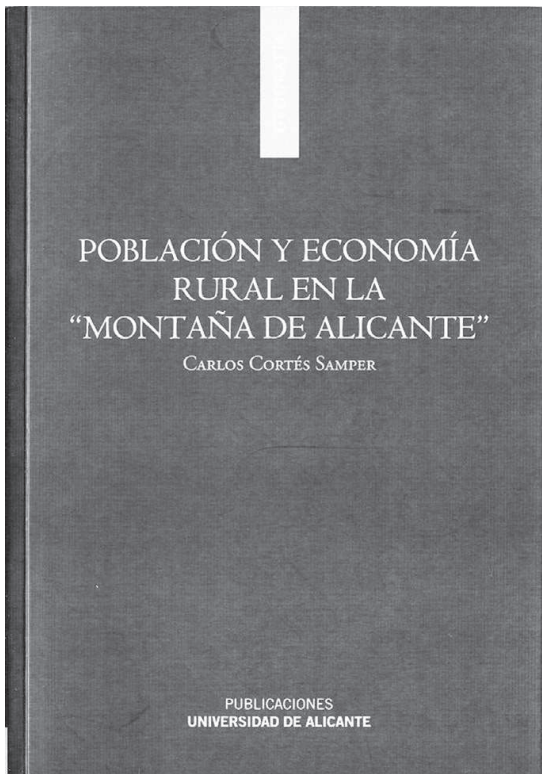 POBLACIÓN Y ECONOMÍA
RURAL EN LA
“MONTAÑA DE ALICANTE”
CARLOS CORTÉS SAMPER
PUBLICACIONES
UNIVERSIDAD DE ALICANTE